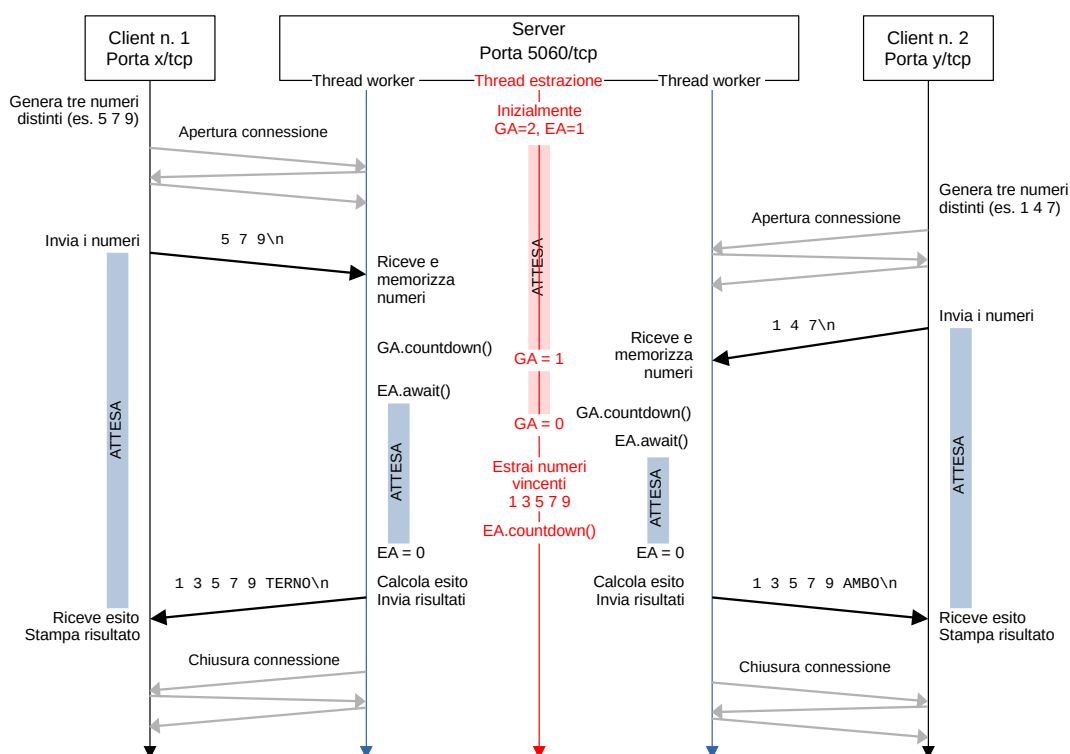 Client n. 1
Porta x/tcp
Server
Porta 5060/tcp
Client n. 2
Porta y/tcp
Thread worker
Thread estrazione
Thread worker
Genera tre numeri
distinti (es. 5 7 9)
Inizialmente
GA=2, EA=1
Apertura connessione
Genera tre numeri
distinti (es. 1 4 7)
Apertura connessione
Invia i numeri
5 7 9\n
ATTESA
Riceve e
memorizza
numeri
Invia i numeri
1 4 7\n
Riceve e
memorizza
numeri
GA.countdown()
GA = 1
EA.await()
GA.countdown()
GA = 0
EA.await()
ATTESA
ATTESA
Estrai numeri
vincenti
1 3 5 7 9
ATTESA
ATTESA
EA.countdown()
EA = 0
EA = 0
1 3 5 7 9 TERNO\n
Calcola esito
Invia risultati
Calcola esito
Invia risultati
1 3 5 7 9 AMBO\n
Riceve esito
Stampa risultato
Riceve esito
Stampa risultato
Chiusura connessione
Chiusura connessione